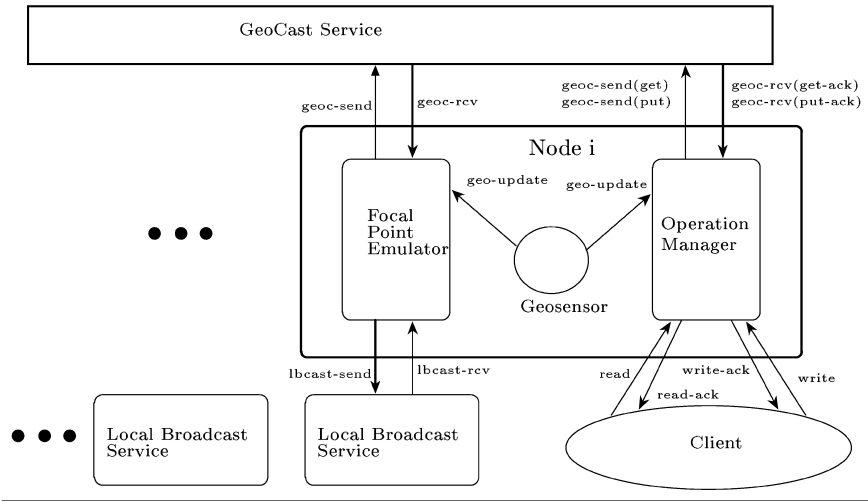 GeoCast Service
geoc-send
geoc-rcv
geoc-send(get)
geoc-send(put)
geoc-rcv(get-ack)
geoc-rcv(put-ack)
Node i
geo-update
geo-update
Focal
Point
Emulator
Operation
Manager
Geosensor
lbcast-send
lbcast-rcv
read
write-ack
write
read-ack
Local Broadcast
Service
Local Broadcast
Service
Client